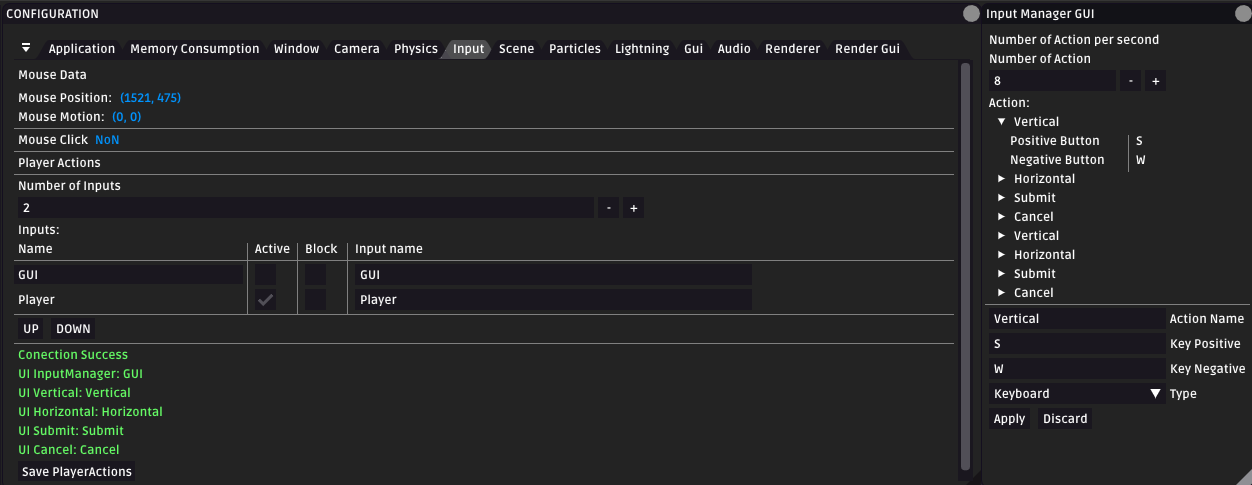 CONFIGURATION
Application Memory Consumption Window Camera Physics Input Scene Particles Lightning Gui Audio Renderer Render Gui
Mouse Data
Mouse Position: (1521, 475)
Mouse Motion: (0, 0)
Mouse Click NoN
Player Actions
Number of Inputs
2 - +
Inputs:
Name Active Block Input name
GUI GUI
Player Player
UP DOWN
Conection Success
UI InputManager: GUI
UI Vertical: Vertical
UI Horizontal: Horizontal
UI Submit: Submit
UI Cancel: Cancel
Save PlayerActions
Input Manager GUI
Number of Action per second
Number of Action
8 - +
Action:
Vertical
Positive Button S
Negative Button W
Horizontal
Submit
Cancel
Vertical
Horizontal
Submit
Cancel
Vertical Action Name
S Key Positive
W Key Negative
Keyboard Type
Apply Discard